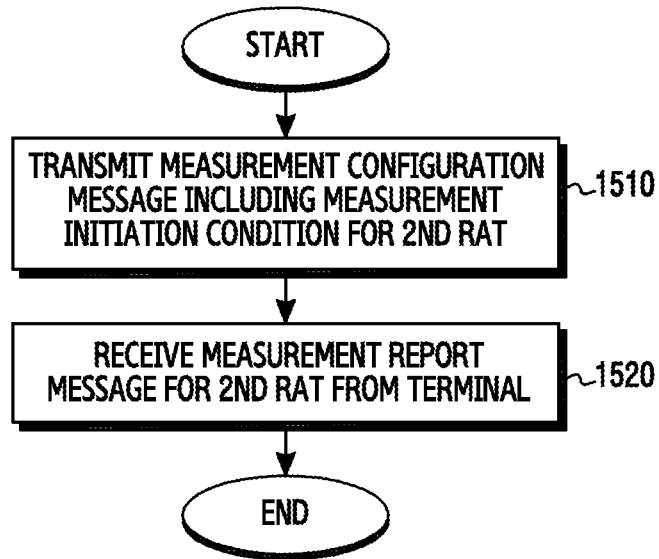 START
TRANSMIT MEASUREMENT CONFIGURATION
MESSAGE INCLUDING MEASUREMENT
INITIATION CONDITION FOR 2ND RAT
1510
RECEIVE MEASUREMENT REPORT
MESSAGE FOR 2ND RAT FROM TERMINAL
1520
END